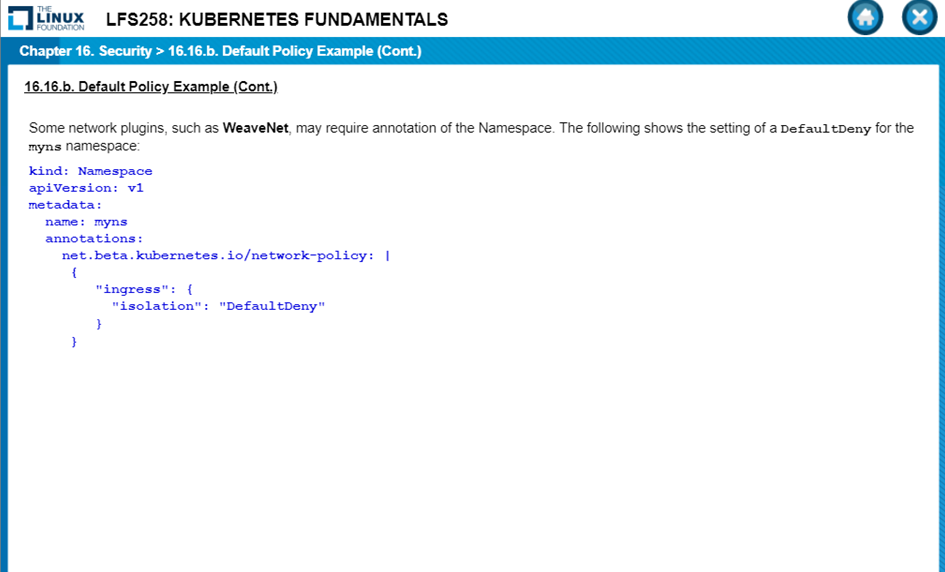 THE
LINUX
FOUNDATION
LFS258: KUBERNETES FUNDAMENTALS
Chapter 16. Security > 16.16.b. Default Policy Example (Cont.)
16.16.b. Default Policy Example (Cont.)
Some network plugins, such as WeaveNet, may require annotation of the Namespace. The following shows the setting of a DefaultDeny for the
myns namespace:
kind: Namespace
apiVersion: v1
metadata:
  name: myns
  annotations:
    net.beta.kubernetes.io/network-policy: |
     {
        "ingress": {
          "isolation": "DefaultDeny"
        }
     }